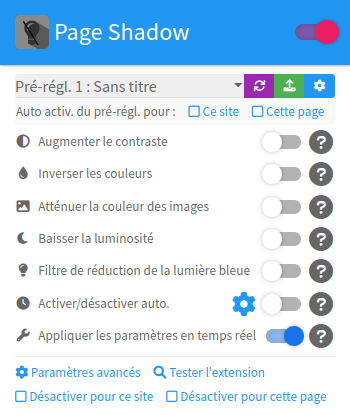 Page Shadow
Pré-régl. 1 : Sans titre
Auto activ. du pré-régl. pour : Ce site Cette page
Augmenter le contraste ?
Inverser les couleurs ?
Atténuer la couleur des images ?
Baisser la luminosité ?
Filtre de réduction de la lumière bleue ?
Activer/désactiver auto. ?
Appliquer les paramètres en temps réel ?
Paramètres avancés Tester l'extension
Désactiver pour ce site Désactiver pour cette page